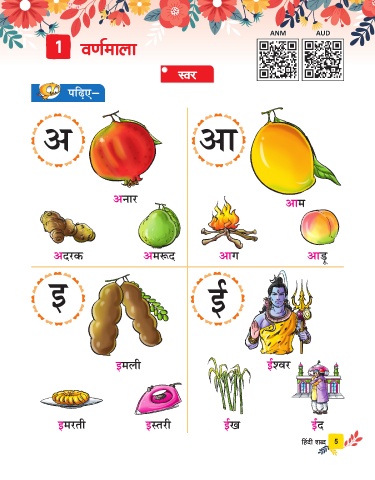 1 वर्णमाला
ANM AUD
स्वर
पढ़िए–
अ
अनार
अदरक अमरूद
आ
आम
आग आड़ू
इ
इमली
इमरती इस्तरी
ई
ईश्वर
ईख ईद
हिंदी शब्द 5